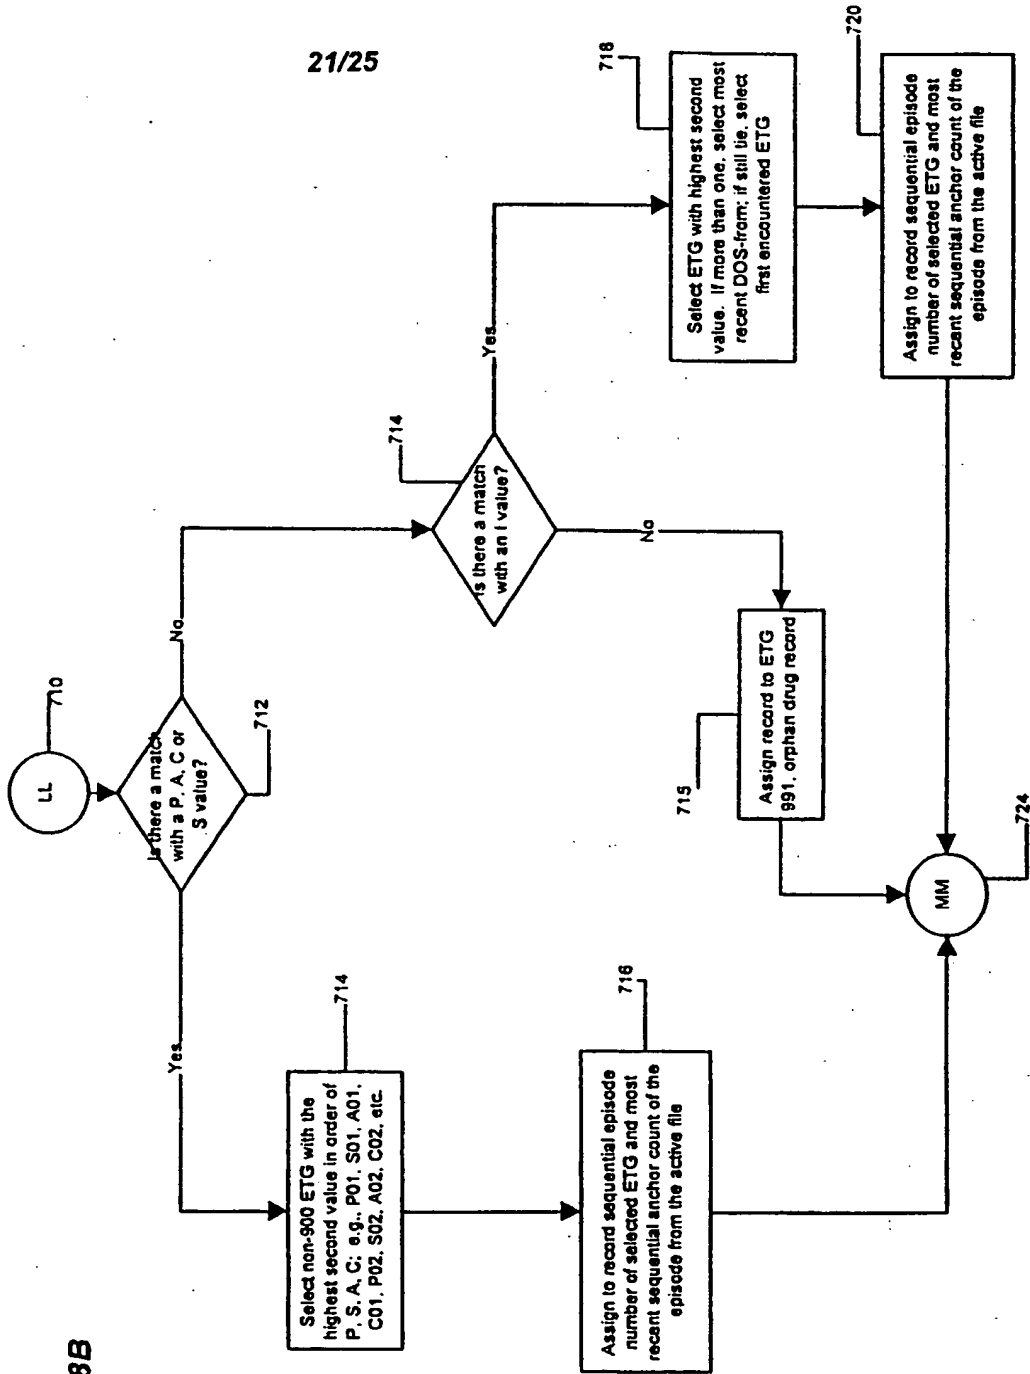 21/25
8B
LL
710
Is there a match
with a P, A, C or
S value?
712
Yes
No
Select non-900 ETG with the
highest second value in order of
P, S, A, C: e.g., P01, S01, A01,
C01, P02, S02, A02, C02, etc.
714
Is there a match
with an I value?
714
Yes
No
Assign to record sequential episode
number of selected ETG and most
recent sequential anchor count of the
episode from the active file
716
Assign record to ETG
991, orphan drug record
715
Select ETG with highest second
value. If more than one, select most
recent DOS-from; if still tie, select
first encountered ETG
718
Assign to record sequential episode
number of selected ETG and most
recent sequential anchor count of the
episode from the active file
720
MM
724